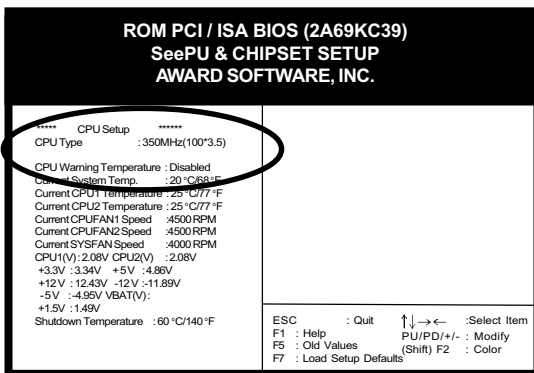 ROM PCI / ISA BIOS (2A69KC39)
SeePU & CHIPSET SETUP
AWARD SOFTWARE, INC.
***** CPU Setup ******
CPU Type : 350MHz(100*3.5)
CPU Warning Temperature : Disabled
Current System Temp. : 20 °C/68 °F
Current CPU1 Temperature : 25 °C/77 °F
Current CPU2 Temperature : 25 °C/77 °F
Current CPUFAN1 Speed :4500 RPM
Current CPUFAN2 Speed :4500 RPM
Current SYSFAN Speed :4000 RPM
CPU1(V) : 2.08V CPU2(V) : 2.08V
+3.3V : 3.34V +5 V : 4.86V
+12 V : 12.43V -12 V :-11.89V
-5 V :-4.95V VBAT(V) :
+1.5V : 1.49V
Shutdown Temperature : 60 °C/140 °F
ESC : Quit ↑↓→← :Select Item
F1 : Help PU/PD/+/- : Modify
F5 : Old Values (Shift) F2 : Color
F7 : Load Setup Defaults